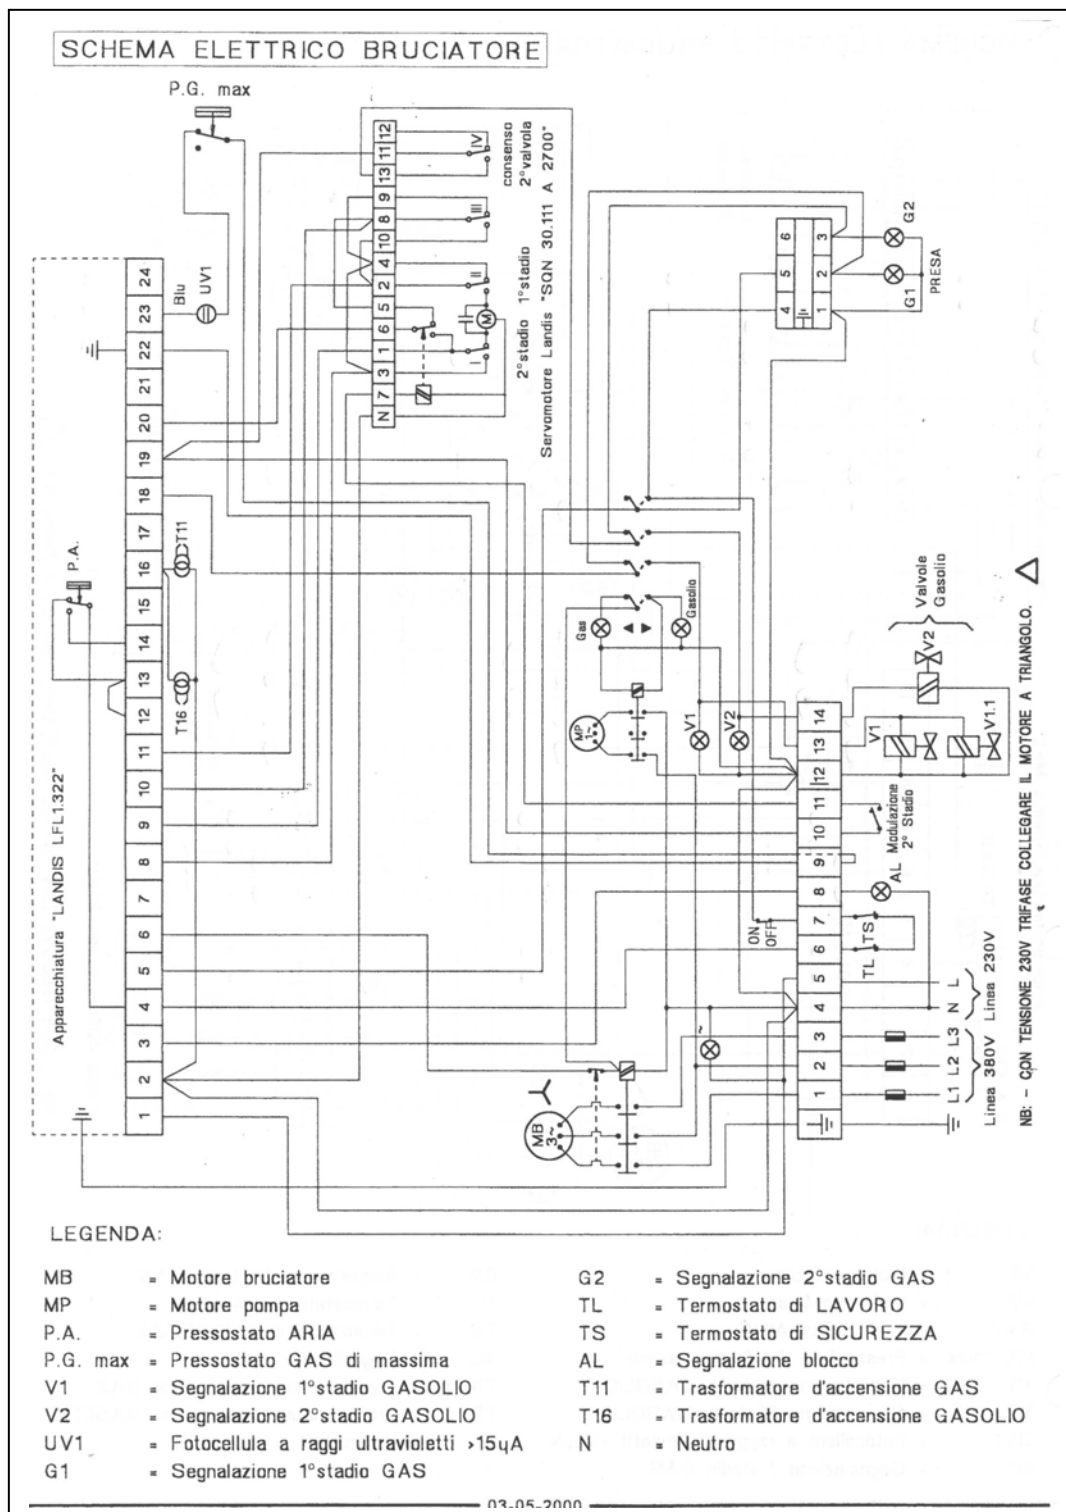 SCHEMA ELETTRICO BRUCIATORE
P.G. max
Apparecchiatura "LANDIS LFL1.322"
24
23
22
21
20
19
18
17
16
15
14
13
12
11
10
9
8
7
6
5
4
3
2
1
Blu
UV1
P.A.
T11
T16
12
11
13
9
8
10
4
2
5
6
1
3
7
N
IV
III
II
I
M
consenso
2°valvola
1°stadio
2°stadio
Servomotore Landis "SQN 30.111 A 2700"
6
5
4
3
2
1
G2
G1
PRESA
Gas
Gasolio
MP
1~
V1
V2
14
13
12
11
10
9
8
7
6
5
4
3
2
1
Valvole
Gasolio
V2
V1
V1.1
Modulazione
2° Stadio
AL
ON
OFF
TS
TL
L
N
Linea 230V
L3
L2
L1
Linea 380V
~
MB
3~
NB: - CON TENSIONE 230V TRIFASE COLLEGARE IL MOTORE A TRIANGOLO.
LEGENDA:
MB = Motore bruciatore
MP = Motore pompa
P.A. = Pressostato ARIA
P.G. max = Pressostato GAS di massima
V1 = Segnalazione 1°stadio GASOLIO
V2 = Segnalazione 2°stadio GASOLIO
UV1 = Fotocellula a raggi ultravioletti >15yA
G1 = Segnalazione 1°stadio GAS
G2 = Segnalazione 2°stadio GAS
TL = Termostato di LAVORO
TS = Termostato di SICUREZZA
AL = Segnalazione blocco
T11 = Trasformatore d'accensione GAS
T16 = Trasformatore d'accensione GASOLIO
N = Neutro
03-05-2000